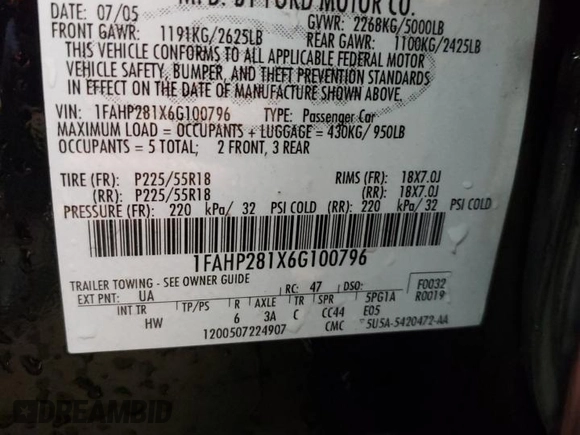 MFD. BY FORD MOTOR CO.
DATE: 07/05 GVWR: 2268KG/5000LB
FRONT GAWR: 1191KG/2625LB REAR GAWR: 1100KG/2425LB
THIS VEHICLE CONFORMS TO ALL APPLICABLE FEDERAL MOTOR
VEHICLE SAFETY, BUMPER, AND THEFT PREVENTION STANDARDS
IN EFFECT ON THE DATE OF MANUFACTURE SHOWN ABOVE.
VIN: 1FAHP281X6G100796 TYPE: Passenger Car
MAXIMUM LOAD = OCCUPANTS + LUGGAGE = 430KG/ 950LB
OCCUPANTS = 5 TOTAL; 2 FRONT, 3 REAR
TIRE (FR): P225/55R18 RIMS (FR): 18X7.0J
(RR): P225/55R18 (RR): 18X7.0J
PRESSURE (FR): 220 kPa/ 32 PSI COLD (RR): 220 kPa/ 32 PSI COLD
1FAHP281X6G100796
TRAILER TOWING - SEE OWNER GUIDE
EXT PNT: UA RC: 47 F0032
INT TR TP/PS R AXLE TR SPR 5PG1A R0019
HW 6 3A C CC44 E05
1200507224907 CMC 5U5A-5420472-AA
DREAMBID